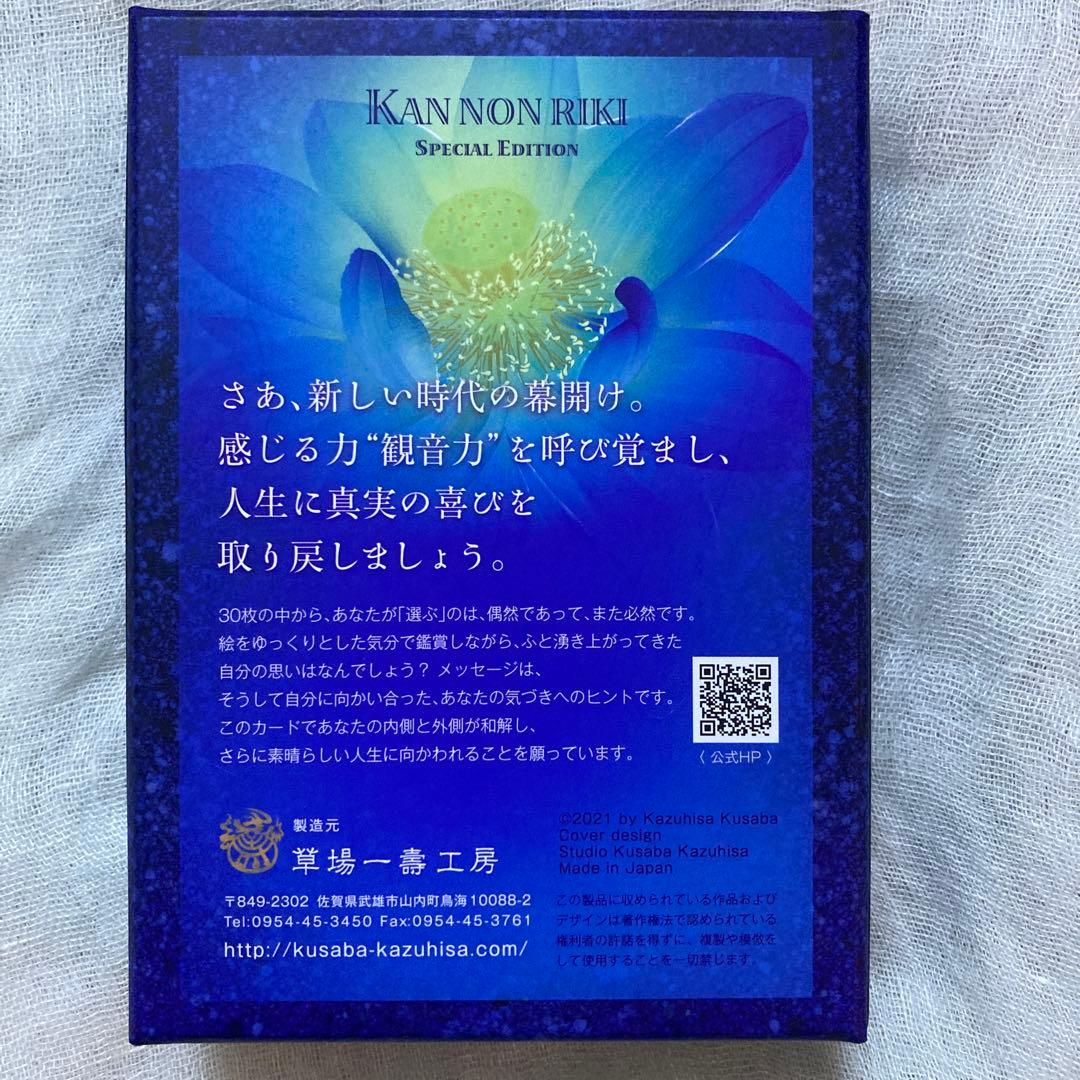 KAN NON RIKI
SPECIAL EDITION
さあ、新しい時代の幕開け。
感じる力“観音力”を呼び覚まし、
人生に真実の喜びを
取り戻しましょう。
30枚の中から、あなたが「選ぶ」のは、偶然であって、また必然です。
絵をゆっくりとした気分で鑑賞しながら、ふと湧き上がってきた
自分の思いはなんでしょう？ メッセージは、
そうして自分に向かい合った、あなたの気づきへのヒントです。
このカードであなたの内側と外側が和解し、
さらに素晴らしい人生に向かわれることを願っています。
〈 公式HP 〉
製造元
草場一壽工房
〒849-2302 佐賀県武雄市山内町鳥海10088-2
Tel:0954-45-3450 Fax:0954-45-3761
http://kusaba-kazuhisa.com/
©2021 by Kazuhisa Kusaba
Cover design
Studio Kusaba Kazuhisa
Made in Japan
この製品に収められている作品および
デザインは著作権法で認められている
権利者の許諾を得ずに、複製や模倣を
して使用することを一切禁じます。